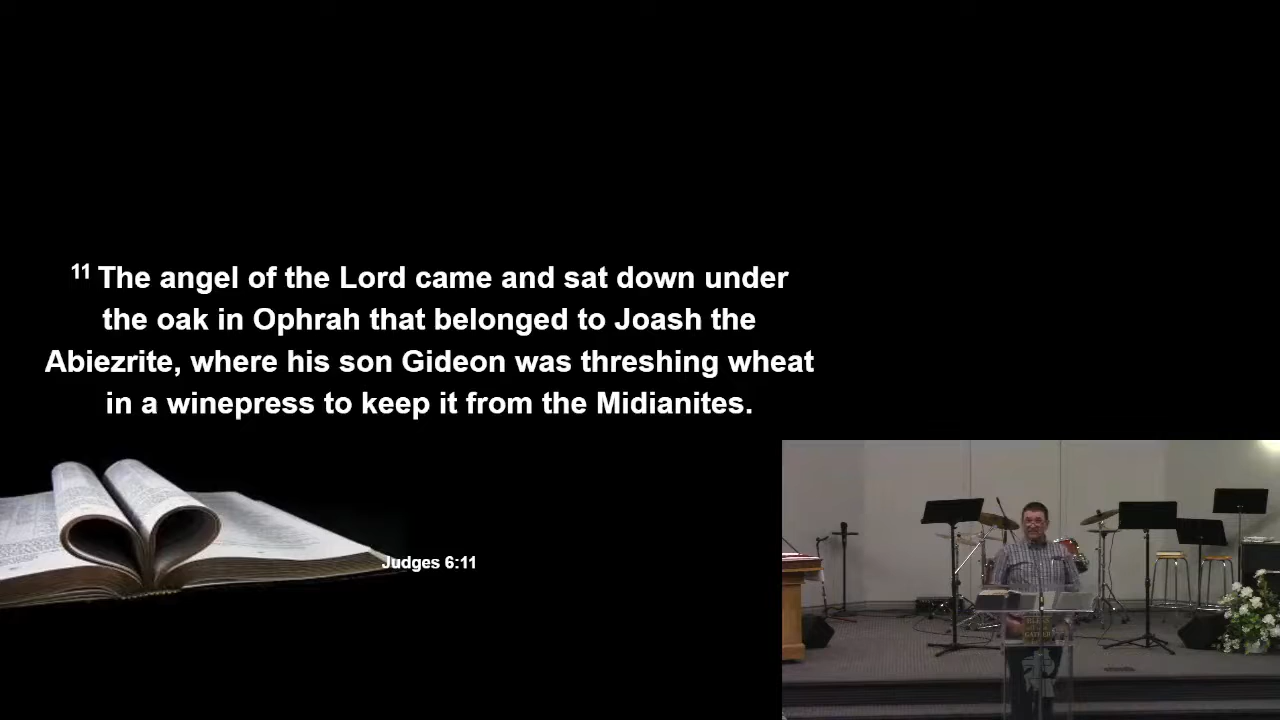 11 The angel of the Lord came and sat down under
the oak in Ophrah that belonged to Joash the
Abiezrite, where his son Gideon was threshing wheat
in a winepress to keep it from the Midianites.
Judges 6:11